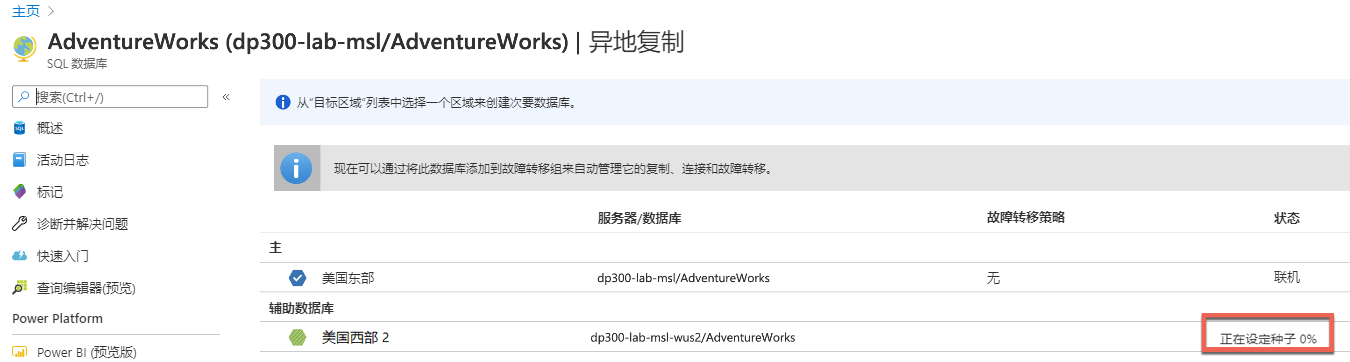 主页 >
AdventureWorks (dp300-lab-msl/AdventureWorks) | 异地复制
SQL 数据库
搜索(Ctrl+/)
«
概述
活动日志
标记
诊断并解决问题
快速入门
查询编辑器(预览)
Power Platform
Power BI (预览版)
从“目标区域”列表中选择一个区域来创建次要数据库。
现在可以通过将此数据库添加到故障转移组来自动管理它的复制、连接和故障转移。
服务器/数据库 故障转移策略 状态
主
美国东部 dp300-lab-msl/AdventureWorks 无 联机
辅助数据库
美国西部 2 dp300-lab-msl-wus2/AdventureWorks 正在设定种子 0%